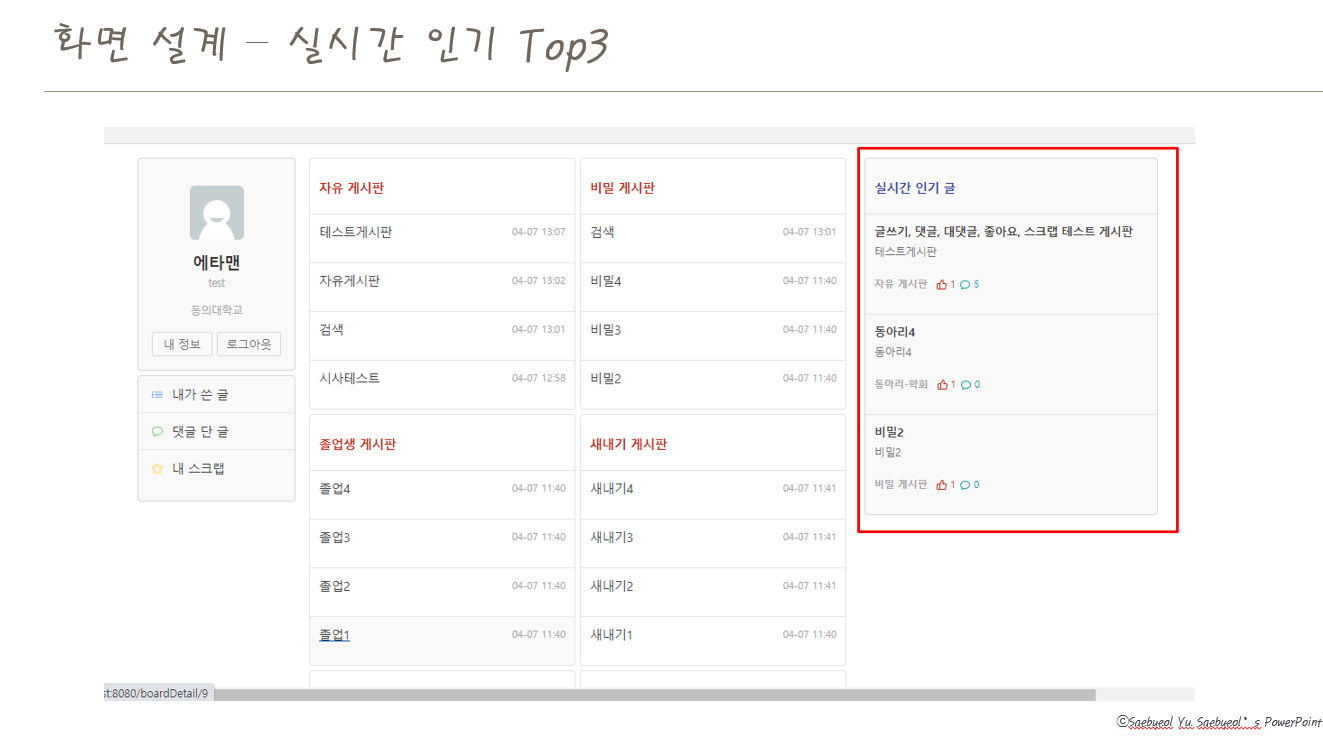 화면 설계 – 실시간 인기 Top3
에타맨
test
동의대학교
내 정보
로그아웃
내가 쓴 글
댓글 단 글
내 스크랩
자유 게시판
테스트게시판 04-07 13:07
자유게시판 04-07 13:02
검색 04-07 13:01
시사테스트 04-07 12:58
비밀 게시판
검색 04-07 13:01
비밀4 04-07 11:40
비밀3 04-07 11:40
비밀2 04-07 11:40
졸업생 게시판
졸업4 04-07 11:40
졸업3 04-07 11:40
졸업2 04-07 11:40
졸업1 04-07 11:40
새내기 게시판
새내기4 04-07 11:41
새내기3 04-07 11:41
새내기2 04-07 11:41
새내기1 04-07 11:40
실시간 인기 글
글쓰기, 댓글, 대댓글, 좋아요, 스크랩 테스트 게시판
테스트게시판
자유 게시판 1 5
동아리4
동아리4
동아리-학회 1 0
비밀2
비밀2
비밀 게시판 1 0
st:8080/boardDetail/9
ⓒSaebyeol Yu. Saebyeol's PowerPoint